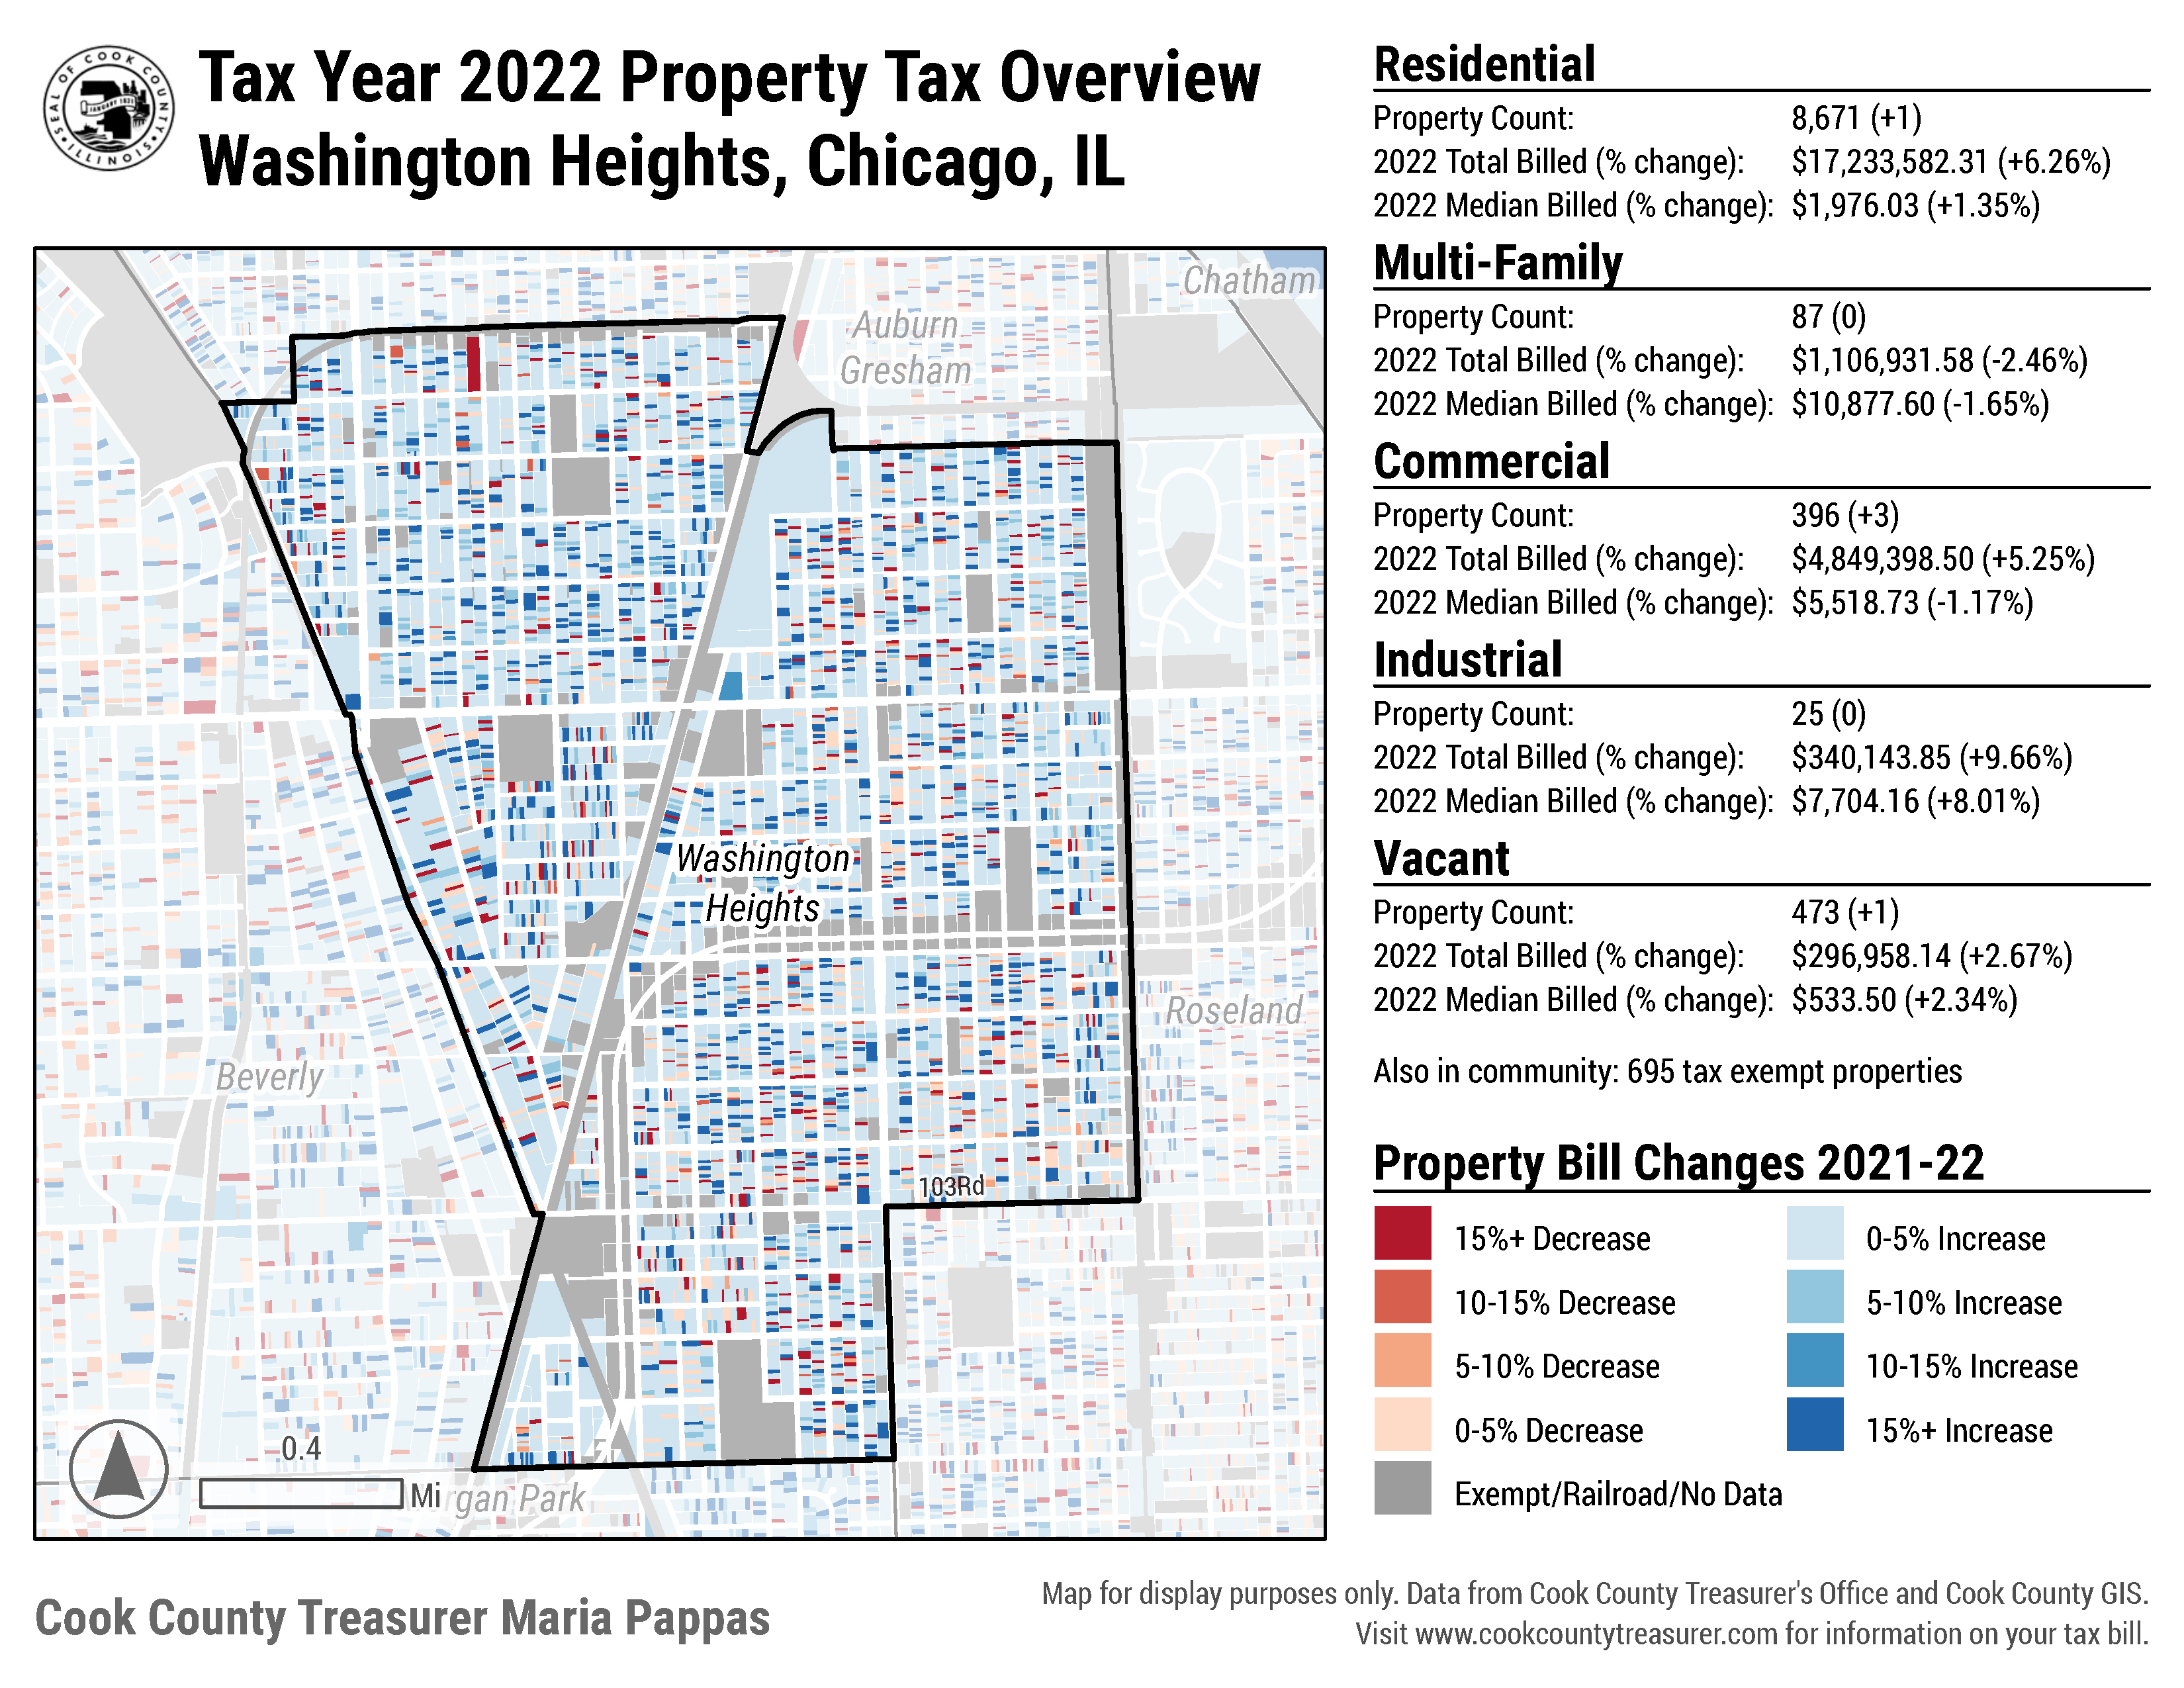 SEAL OF COOK COUNTY
JANUARY 1831
ILLINOIS
Tax Year 2022 Property Tax Overview
Washington Heights, Chicago, IL
Chatham
Auburn
Gresham
Washington
Heights
Roseland
Beverly
103Rd
0.4
Mi
rgan Park
Residential
Property Count: 8,671 (+1)
2022 Total Billed (% change): $17,233,582.31 (+6.26%)
2022 Median Billed (% change): $1,976.03 (+1.35%)
Multi-Family
Property Count: 87 (0)
2022 Total Billed (% change): $1,106,931.58 (-2.46%)
2022 Median Billed (% change): $10,877.60 (-1.65%)
Commercial
Property Count: 396 (+3)
2022 Total Billed (% change): $4,849,398.50 (+5.25%)
2022 Median Billed (% change): $5,518.73 (-1.17%)
Industrial
Property Count: 25 (0)
2022 Total Billed (% change): $340,143.85 (+9.66%)
2022 Median Billed (% change): $7,704.16 (+8.01%)
Vacant
Property Count: 473 (+1)
2022 Total Billed (% change): $296,958.14 (+2.67%)
2022 Median Billed (% change): $533.50 (+2.34%)
Also in community: 695 tax exempt properties
Property Bill Changes 2021-22
15%+ Decrease
10-15% Decrease
5-10% Decrease
0-5% Decrease
Exempt/Railroad/No Data
0-5% Increase
5-10% Increase
10-15% Increase
15%+ Increase
Cook County Treasurer Maria Pappas
Map for display purposes only. Data from Cook County Treasurer's Office and Cook County GIS.
Visit www.cookcountytreasurer.com for information on your tax bill.